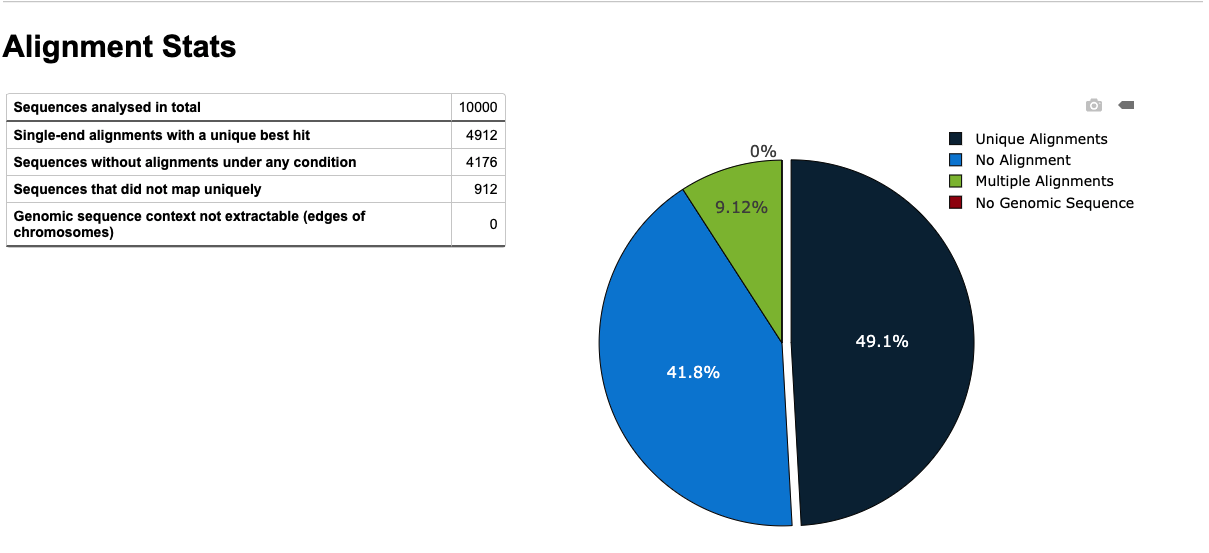 Alignment Stats
Sequences analysed in total 10000
Single-end alignments with a unique best hit 4912
Sequences without alignments under any condition 4176
Sequences that did not map uniquely 912
Genomic sequence context not extractable (edges of
chromosomes) 0
Unique Alignments
No Alignment
Multiple Alignments
No Genomic Sequence
0%
9.12%
49.1%
41.8%